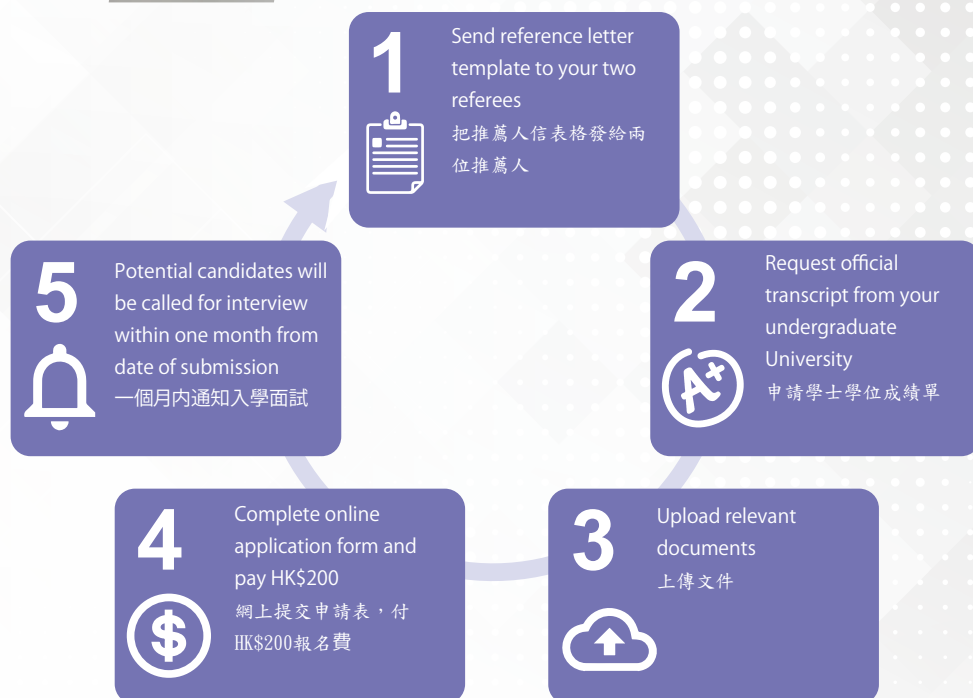 1
Send reference letter
template to your two
referees
把推薦人信表格發給兩
位推薦人
2
Request official
transcript from your
undergraduate
University
申請學士學位成績單
A+
3
Upload relevant
documents
上傳文件
4
Complete online
application form and
pay HK$200
網上提交申請表，付
HK$200報名費
$
5
Potential candidates will
be called for interview
within one month from
date of submission
一個月内通知入學面試